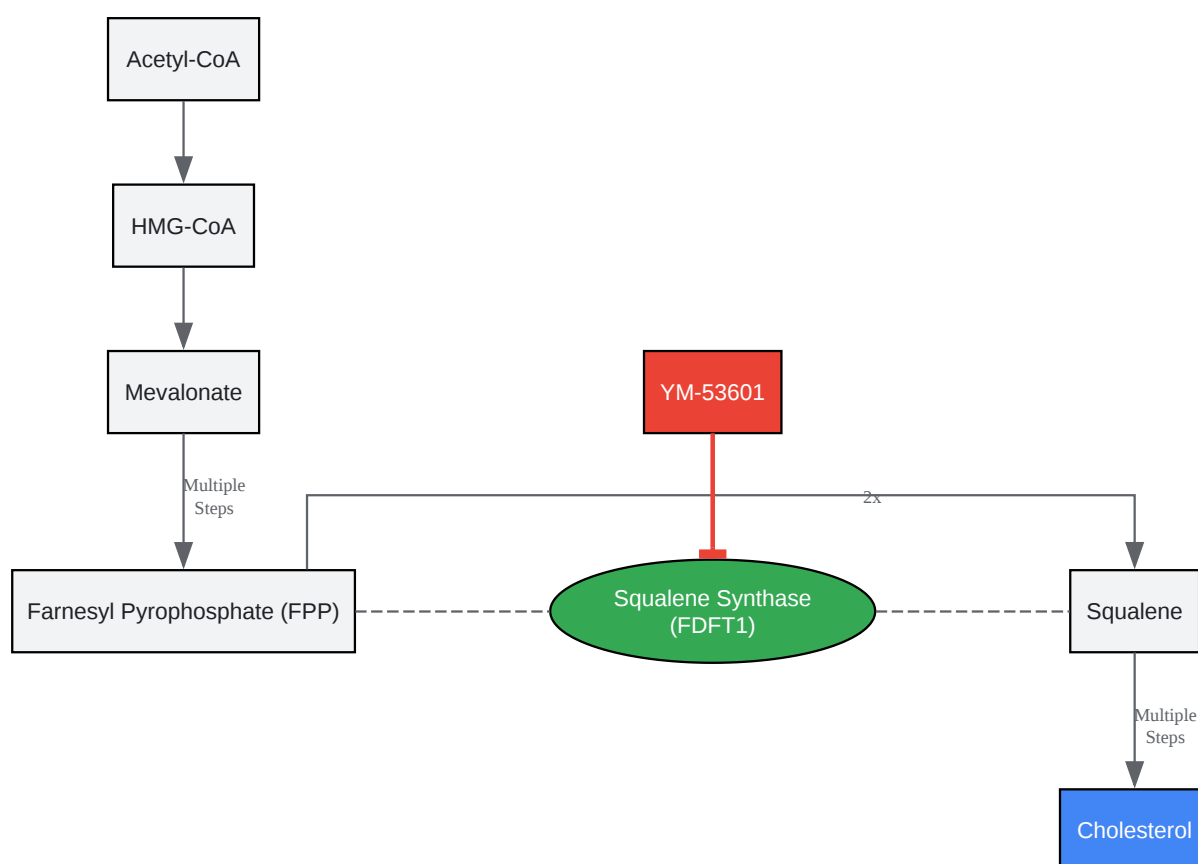 Acetyl-CoA
HMG-CoA
Mevalonate
YM-53601
Multiple
Steps
2x
Farnesyl Pyrophosphate (FPP)
Squalene Synthase
(FDFT1)
Squalene
Multiple
Steps
Cholesterol